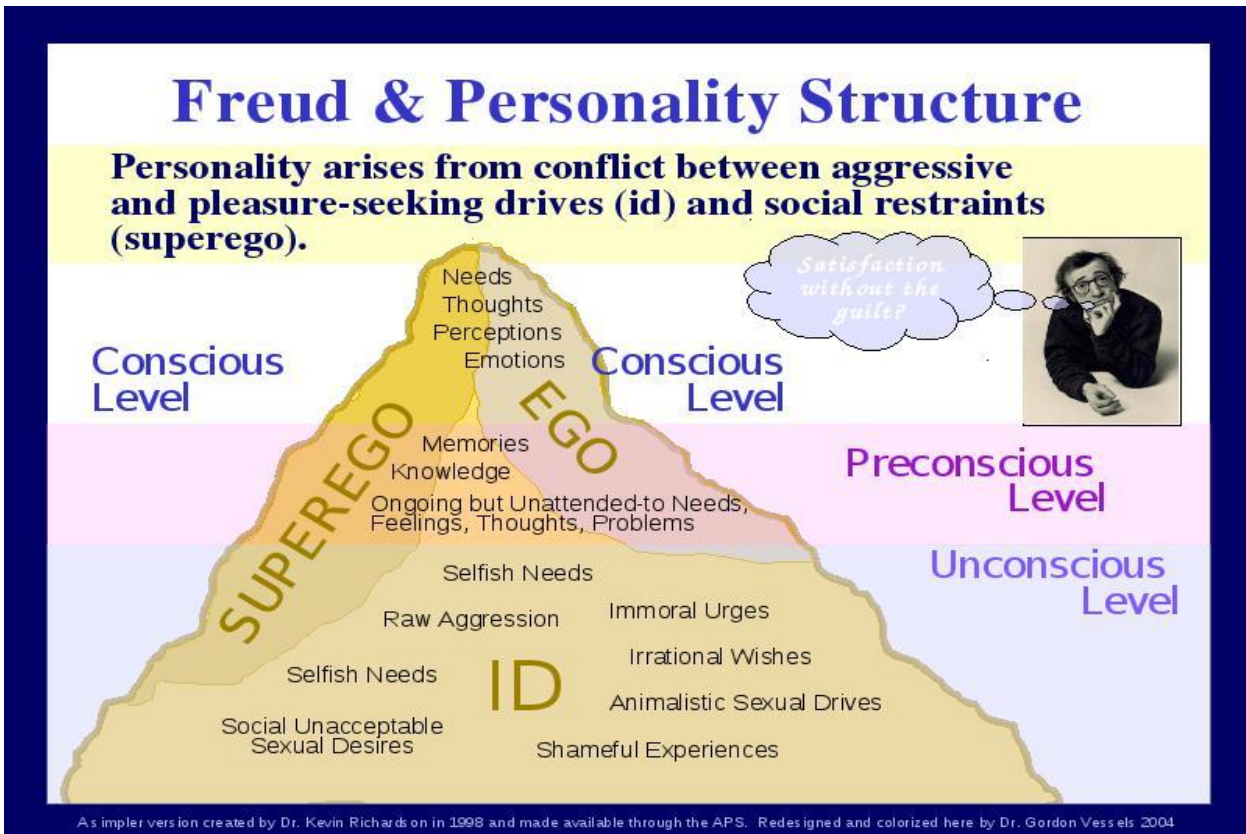 Freud & Personality Structure
Personality arises from conflict between aggressive
and pleasure-seeking drives (id) and social restraints
(superego).
Satisfaction
without the
guilt?
Needs
Thoughts
Perceptions
Emotions
Conscious
Level
Conscious
Level
SUPEREGO
EGO
Memories
Knowledge
Ongoing but Unattended-to Needs,
Feelings, Thoughts, Problems
Preconscious
Level
Unconscious
Level
Selfish Needs
Raw Aggression
Immoral Urges
Irrational Wishes
Selfish Needs
ID
Animalistic Sexual Drives
Social Unacceptable
Sexual Desires
Shameful Experiences
As impler version created by Dr. Kevin Richardson in 1998 and made available through the APS. Redesigned and colorized here by Dr. Gordon Vessels 2004